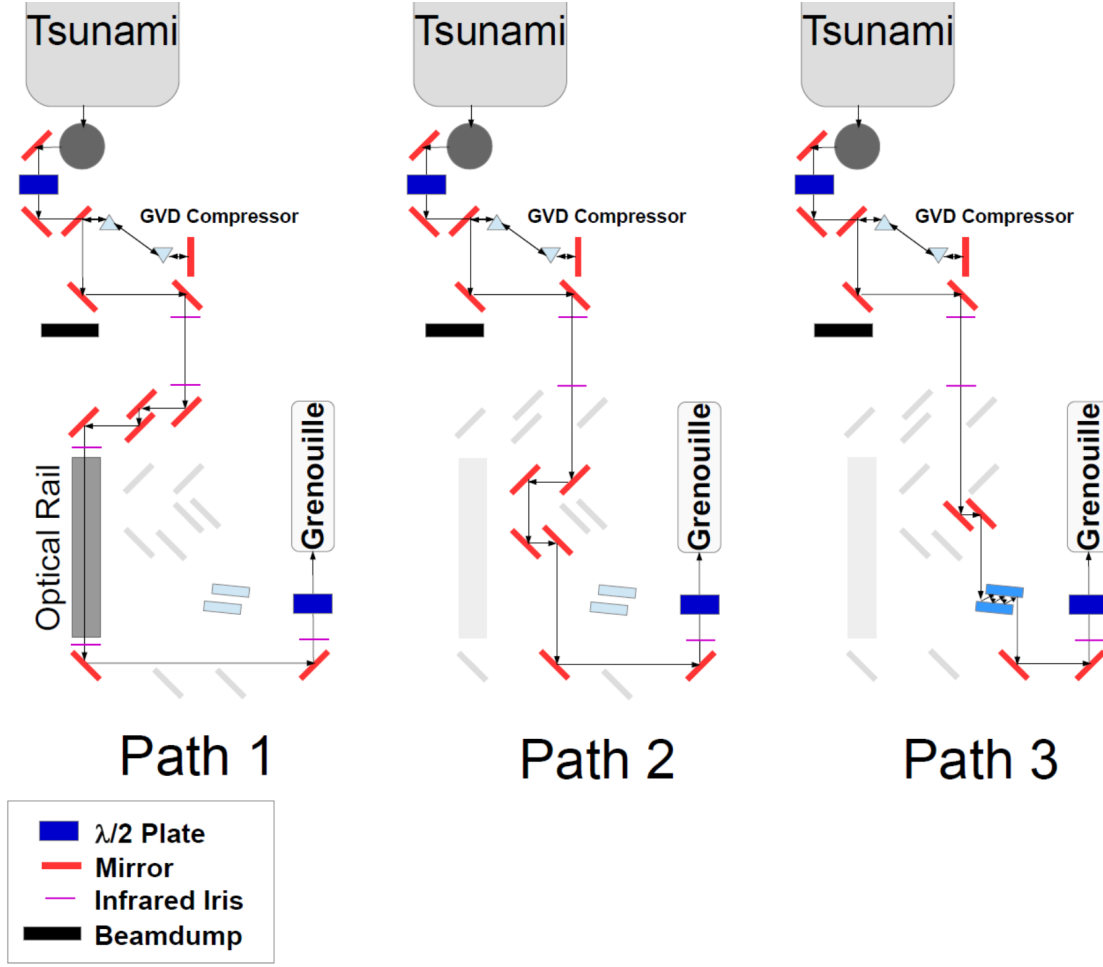 Tsunami
Tsunami
Tsunami
GVD Compressor
GVD Compressor
GVD Compressor
Optical Rail
Grenouille
Grenouille
Grenouille
Path 1
Path 2
Path 3
λ/2 Plate
Mirror
Infrared Iris
Beamdump